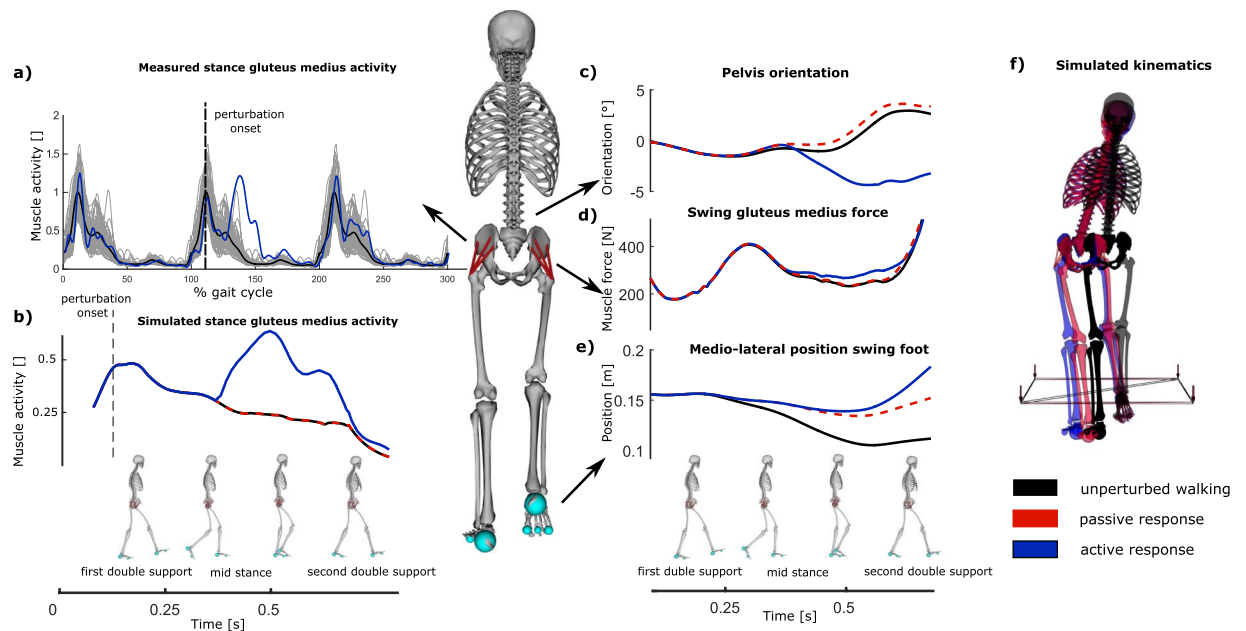 a)
Measured stance gluteus medius activity
Muscle activity []
2
1.5
1
0.5
0
perturbation
onset
0 50 100 150 200 250 300
% gait cycle
perturbation
onset
b)
Simulated stance gluteus medius activity
Muscle activity []
0.5
0.25
first double support mid stance second double support
0 0.25 0.5
Time [s]
c)
Pelvis orientation
Orientation [°]
5
0
-5
d)
Swing gluteus medius force
Muscle force [N]
400
200
e)
Medio-lateral position swing foot
Position [m]
0.2
0.15
0.1
first duble support mid stance second double support
0.25 0.5
Time [s]
f)
Simulated kinematics
unperturbed walking
passive response
active response